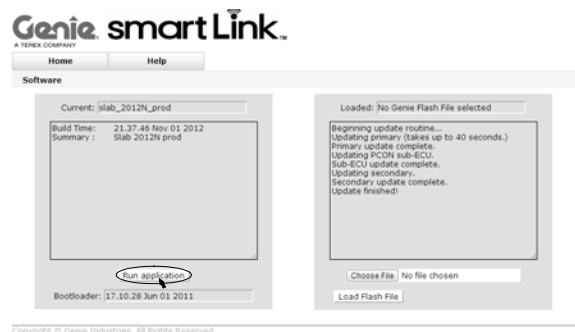 Genie smartLink™
A TEREX COMPANY
Home Help
Software
Current: slab_2012N_prod
Build Time: 21.37.46 Nov 01 2012
Summary : Slab 2012N prod
Run application
Bootloader: 17.10.28 Jun 01 2011
Loaded: No Genie Flash File selected
Beginning update routine...
Updating primary (takes up to 40 seconds.)
Primary update complete.
Updating PCON sub-ECU.
Sub-ECU update complete.
Updating secondary.
Secondary update complete.
Update finished!
Choose File No file chosen
Load Flash File
Copyright © Genie Industries. All Rights Reserved